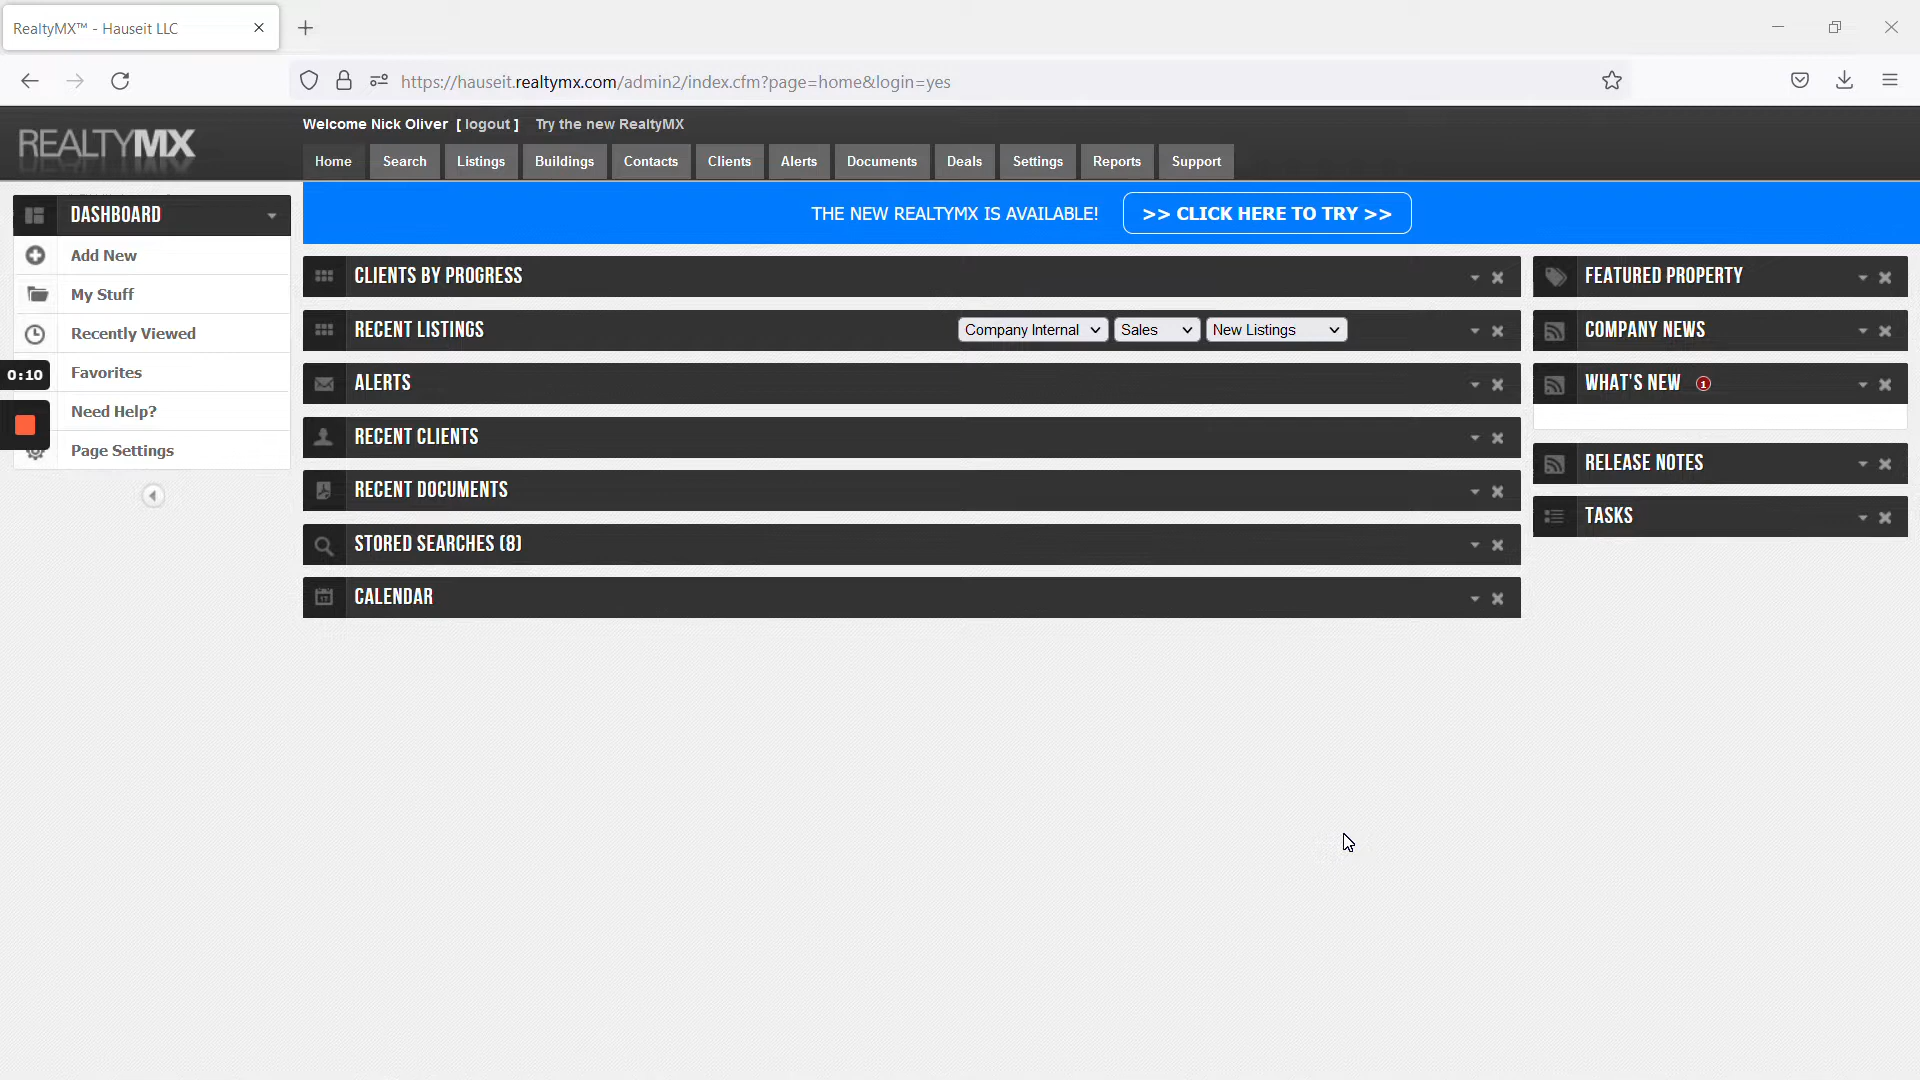 RealtyMX™ - Hauseit LLC
https://hauseit.realtymx.com/admin2/index.cfm?page=home&login=yes
REALTYMX
Welcome Nick Oliver [ logout ] Try the new RealtyMX
Home Search Listings Buildings Contacts Clients Alerts Documents Deals Settings Reports Support
THE NEW REALTYMX IS AVAILABLE! >> CLICK HERE TO TRY >>
DASHBOARD
Add New
My Stuff
Recently Viewed
Favorites
Need Help?
Page Settings
0:10
CLIENTS BY PROGRESS
RECENT LISTINGS Company Internal Sales New Listings
ALERTS
RECENT CLIENTS
RECENT DOCUMENTS
STORED SEARCHES (8)
CALENDAR
FEATURED PROPERTY
COMPANY NEWS
WHAT'S NEW 1
RELEASE NOTES
TASKS